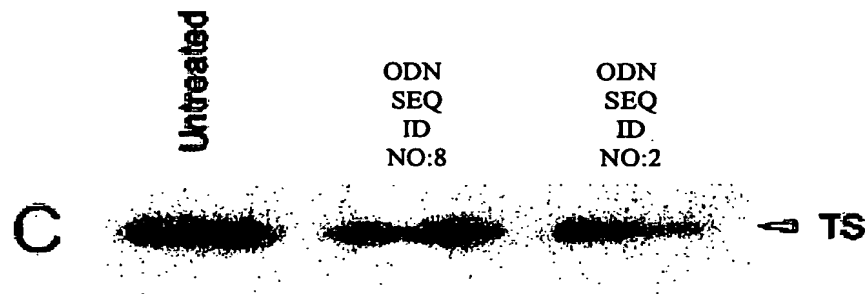 Untreated
ODN
SEQ
ID
NO:8
ODN
SEQ
ID
NO:2
C
TS